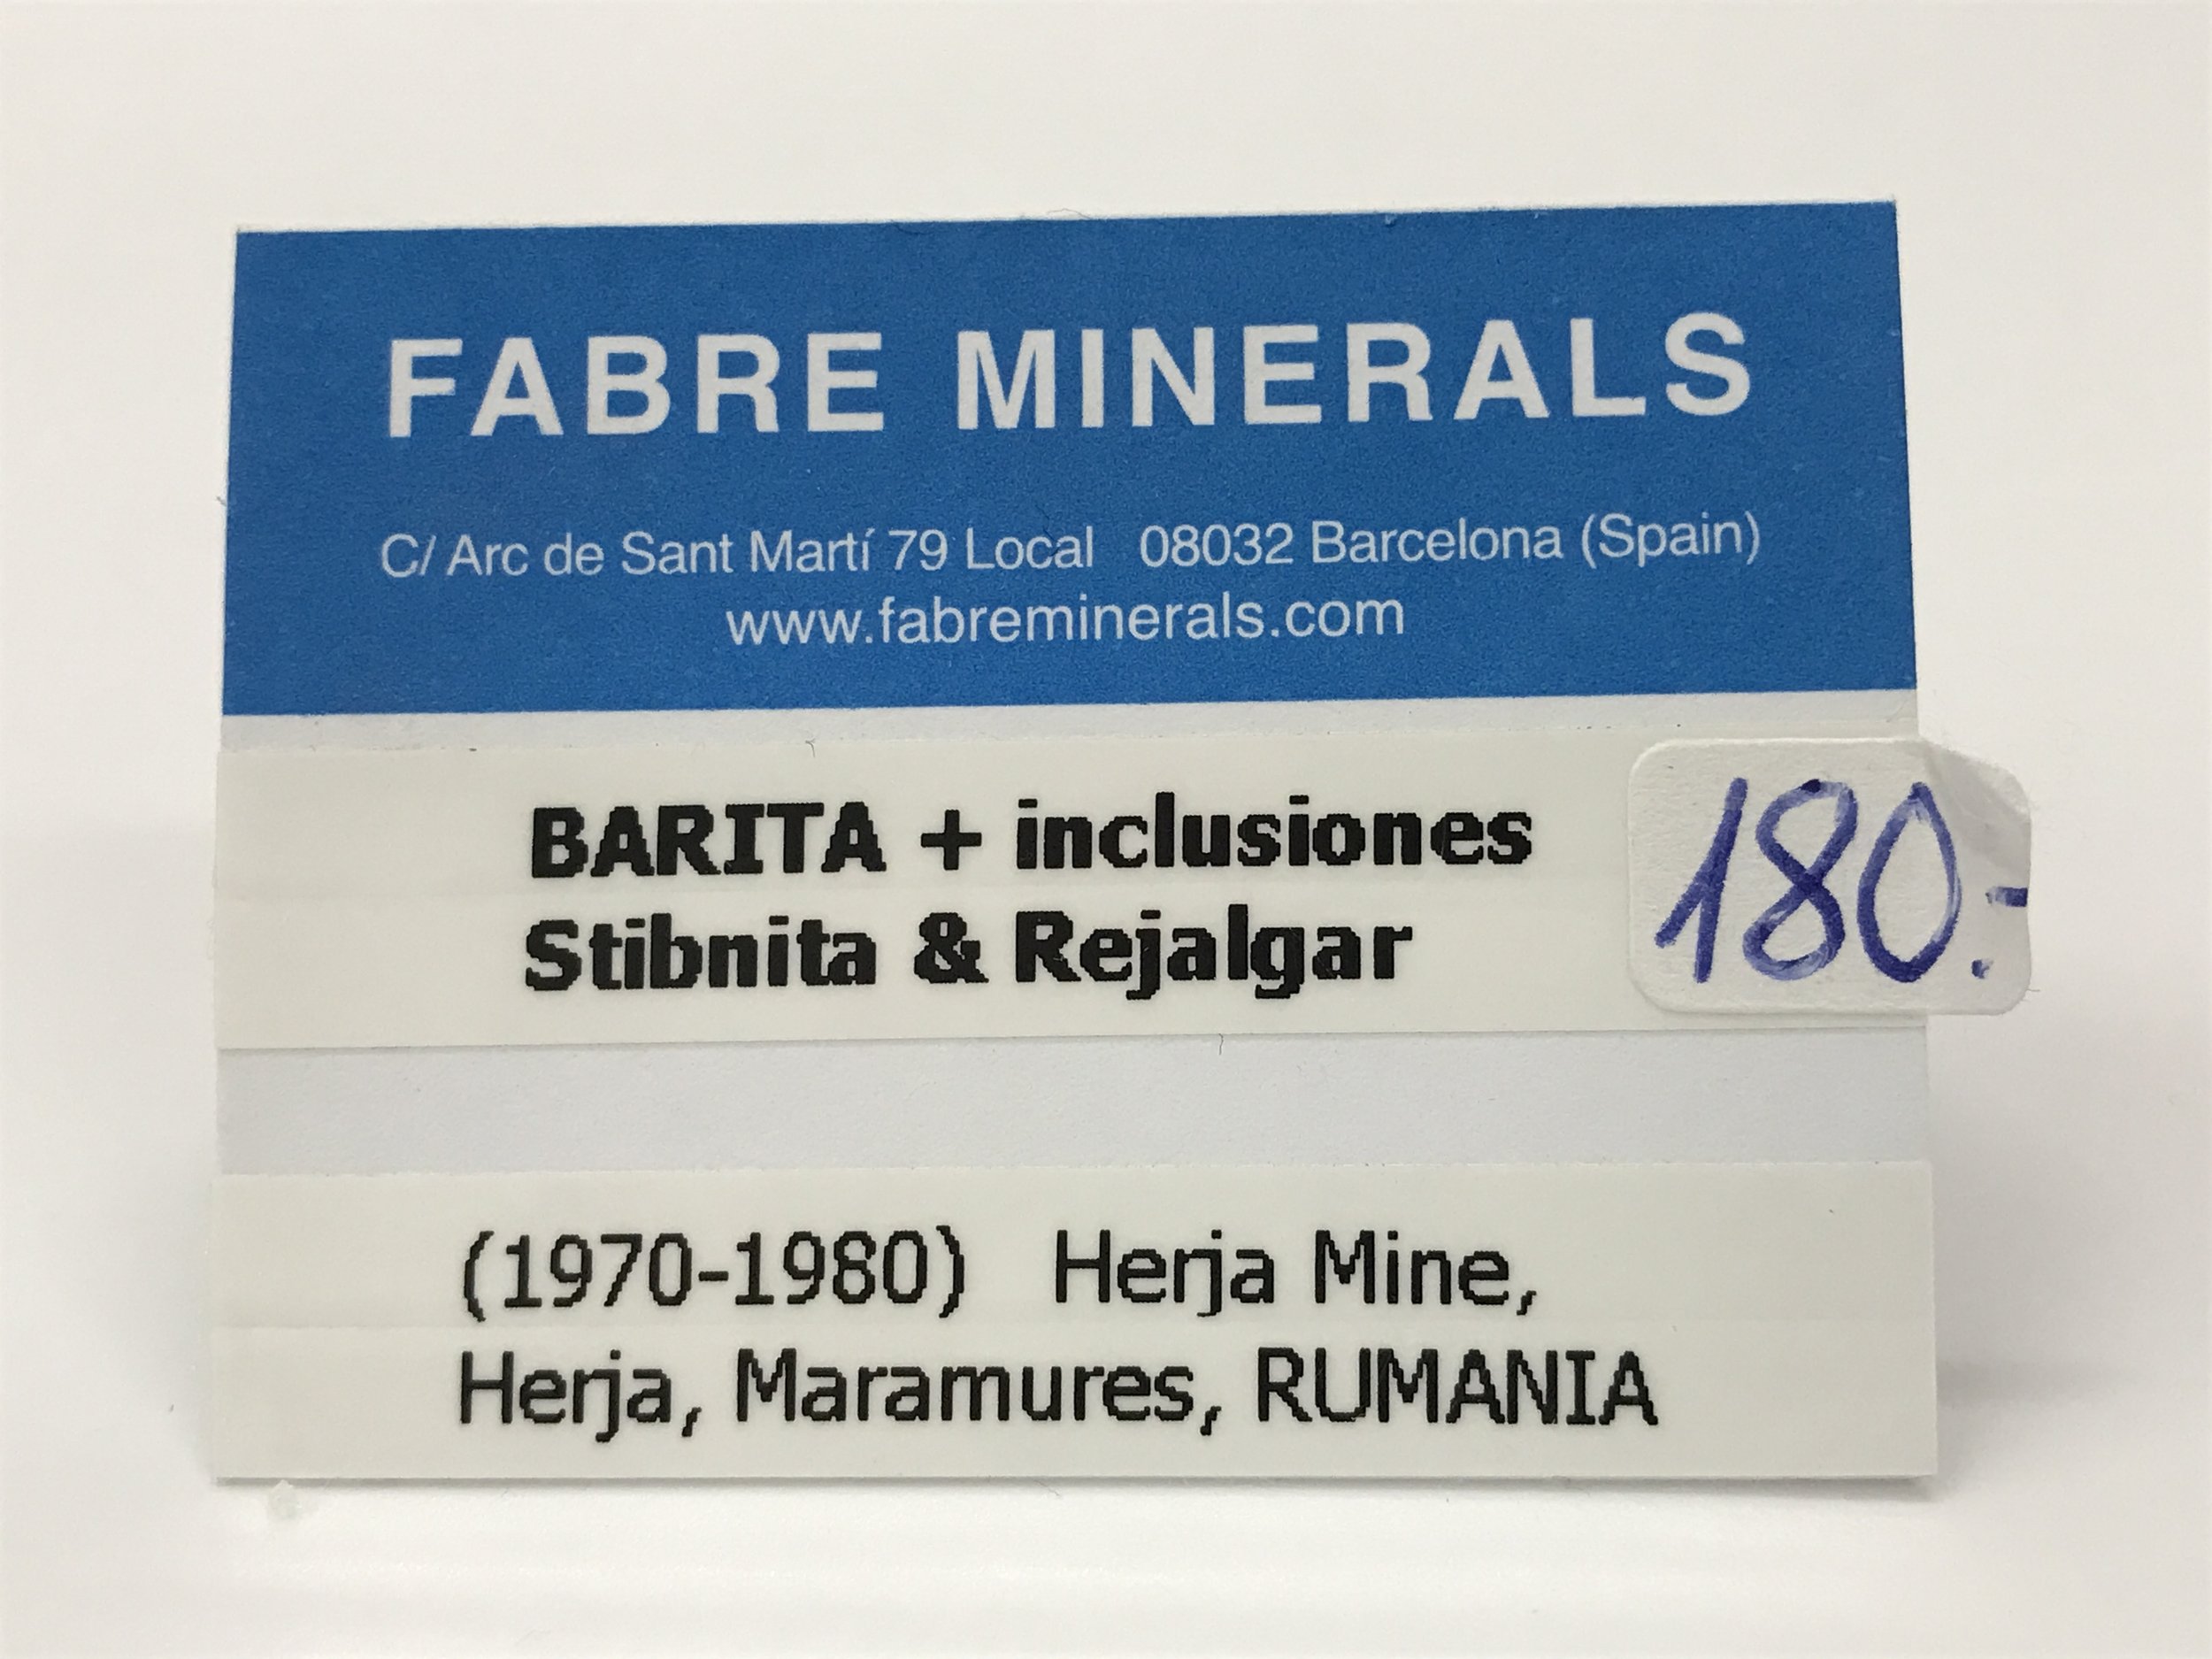 FABRE MINERALS
C/ Arc de Sant Martí 79 Local 08032 Barcelona (Spain)
www.fabreminerals.com
BARITA + inclusiones
Stibnita & Rejalgar
180.-
(1970-1980) Herja Mine,
Herja, Maramures, RUMANIA